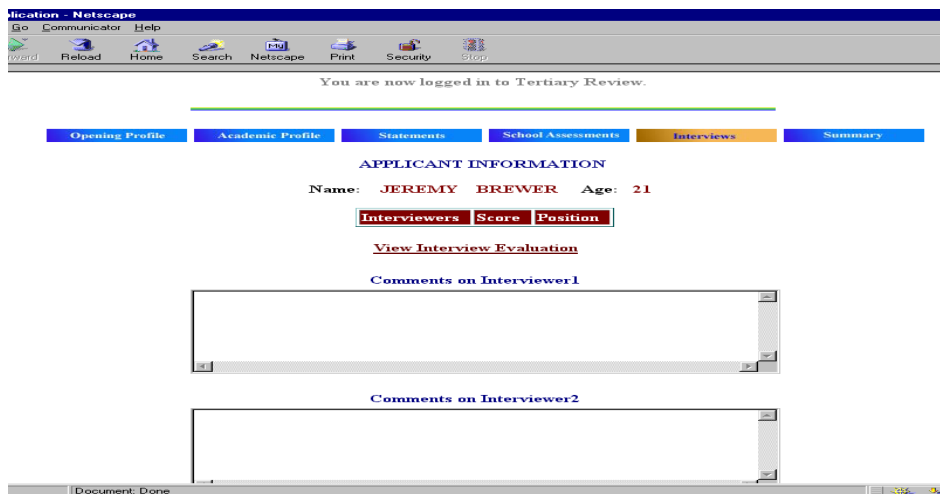 lication - Netscape
Go Communicator Help
rward Reload Home Search Netscape Print Security Stop
You are now logged in to Tertiary Review.
Opening Profile Academic Profile Statements School Assessments Interviews Summary
APPLICANT INFORMATION
Name: JEREMY BREWER Age: 21
Interviewers Score Position
View Interview Evaluation
Comments on Interviewer1
Comments on Interviewer2
Document: Done